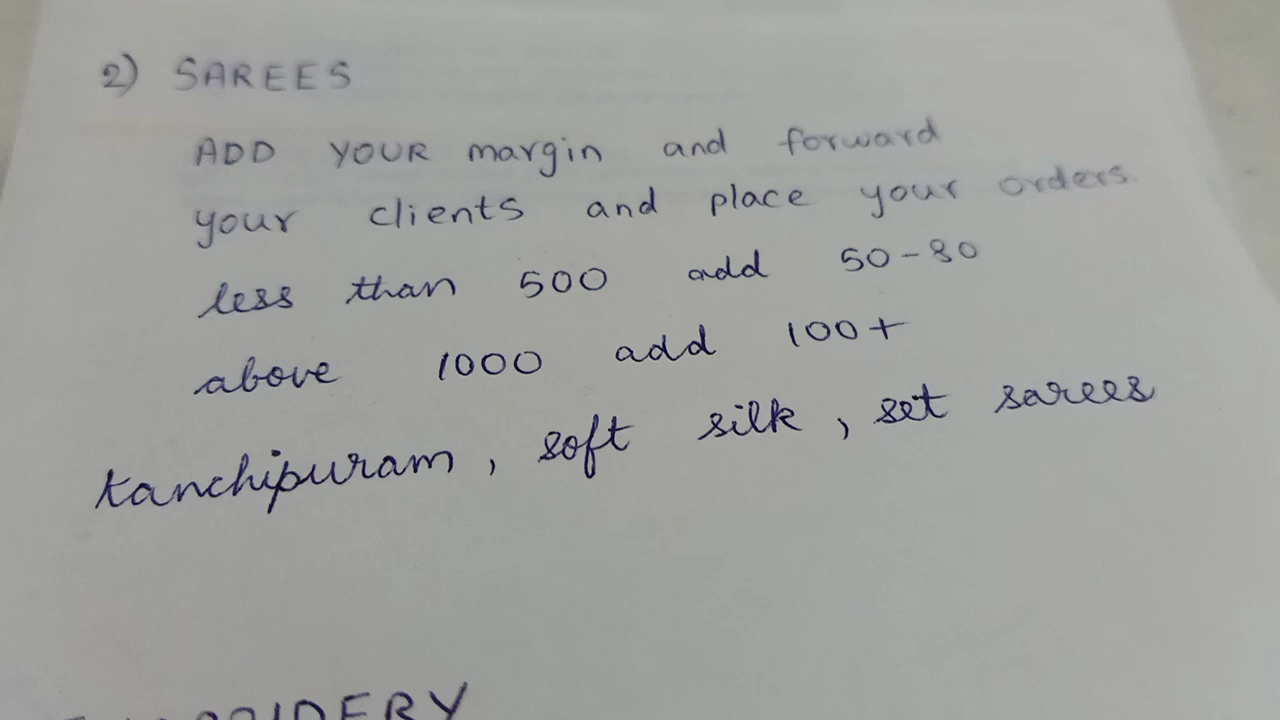 2) SAREES
ADD YOUR margin and forward
your clients and place your orders
less than 500 add 50-80
above 1000 add 100+
kanchipuram, soft silk, set sarees